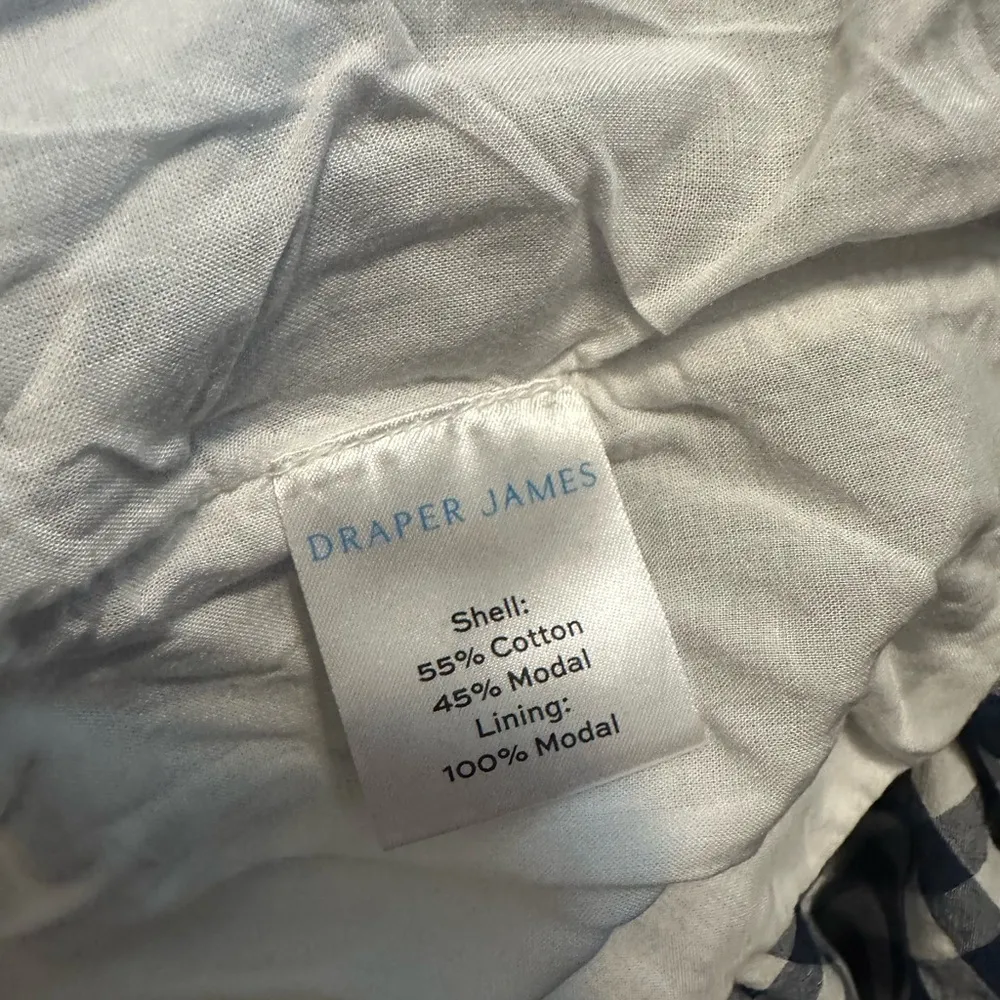 DRAPER JAMES
Shell:
55% Cotton
45% Modal
Lining:
100% Modal